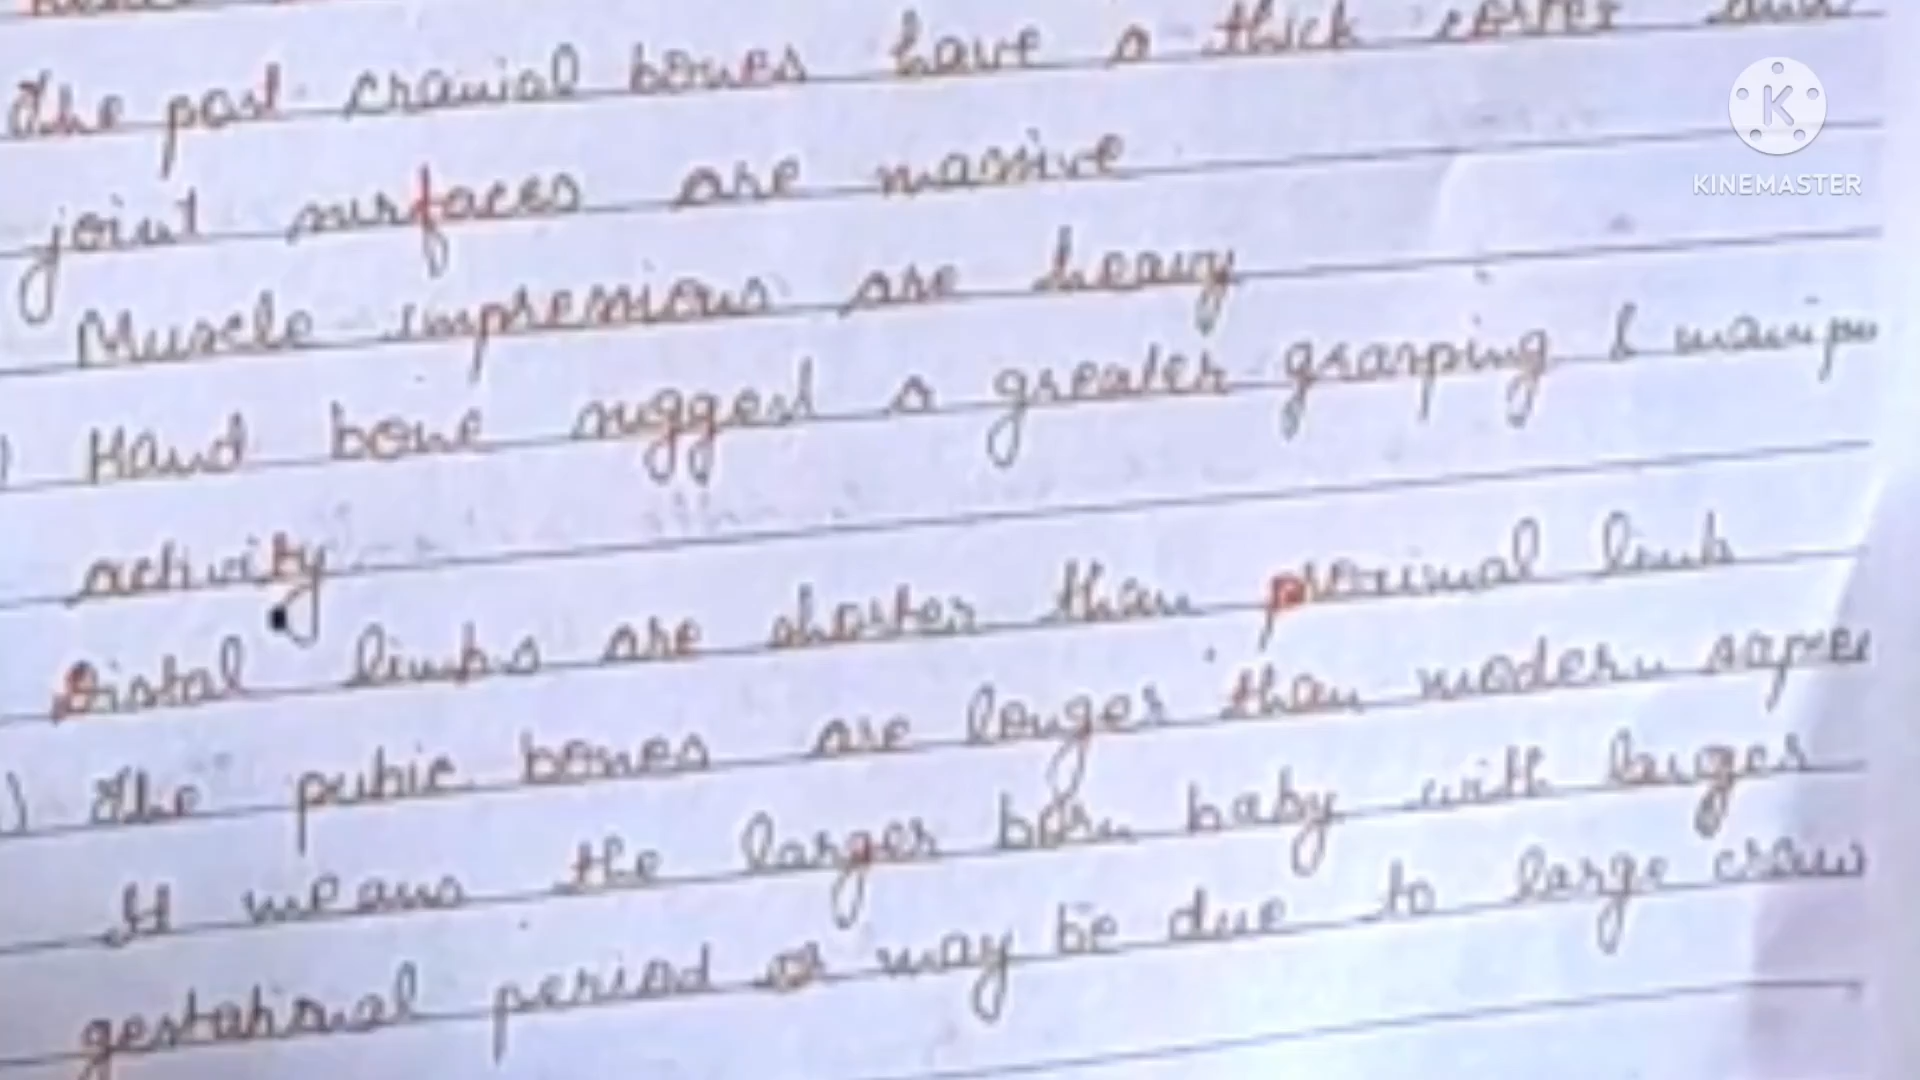 The post cranial bones have a thick cortex and
joint surfaces are massive
Muscle impressions are heavy
) Hand bone suggest a greater grasping & manipu
activity
Distal limbs are shorter than proximal limb
) The pubic bones are longer than modern sapien
It means the larger born baby with larger
gestational period or may be due to large crani
K
KINEMASTER